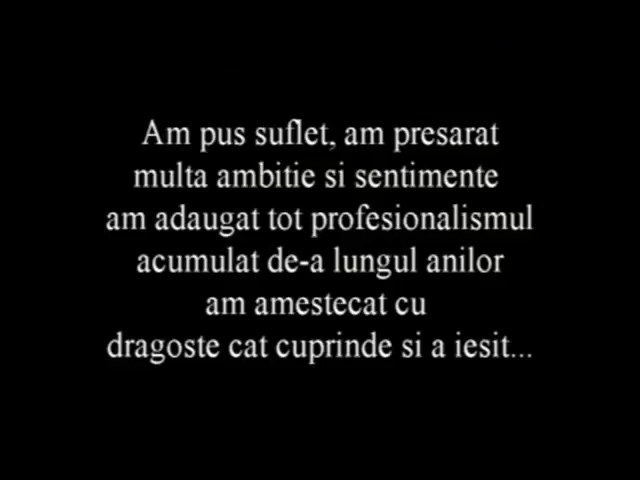 Am pus suflet, am presarat
multa ambitie si sentimente
am adaugat tot profesionalismul
acumulat de-a lungul anilor
am amestecat cu
dragoste cat cuprinde si a iesit...